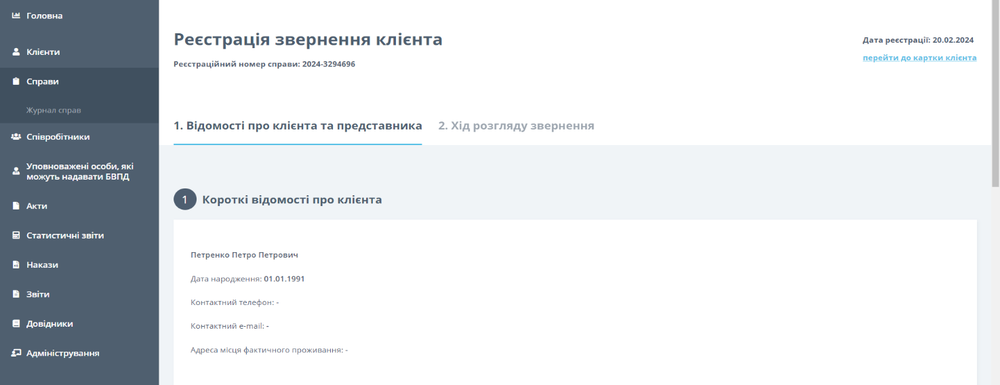 Головна
Клієнти
Справи
Журнал справ
Співробітники
Уповноважені особи, які
можуть надавати БВПД
Акти
Статистичні звіти
Накази
Звіти
Довідники
Адміністрування
Реєстрація звернення клієнта
Реєстраційний номер справи: 2024-3294696
Дата реєстрації: 20.02.2024
перейти до картки клієнта
1. Відомості про клієнта та представника
2. Хід розгляду звернення
1 Короткі відомості про клієнта
Петренко Петро Петрович
Дата народження: 01.01.1991
Контактний телефон: -
Контактний e-mail: -
Адреса місця фактичного проживання: -